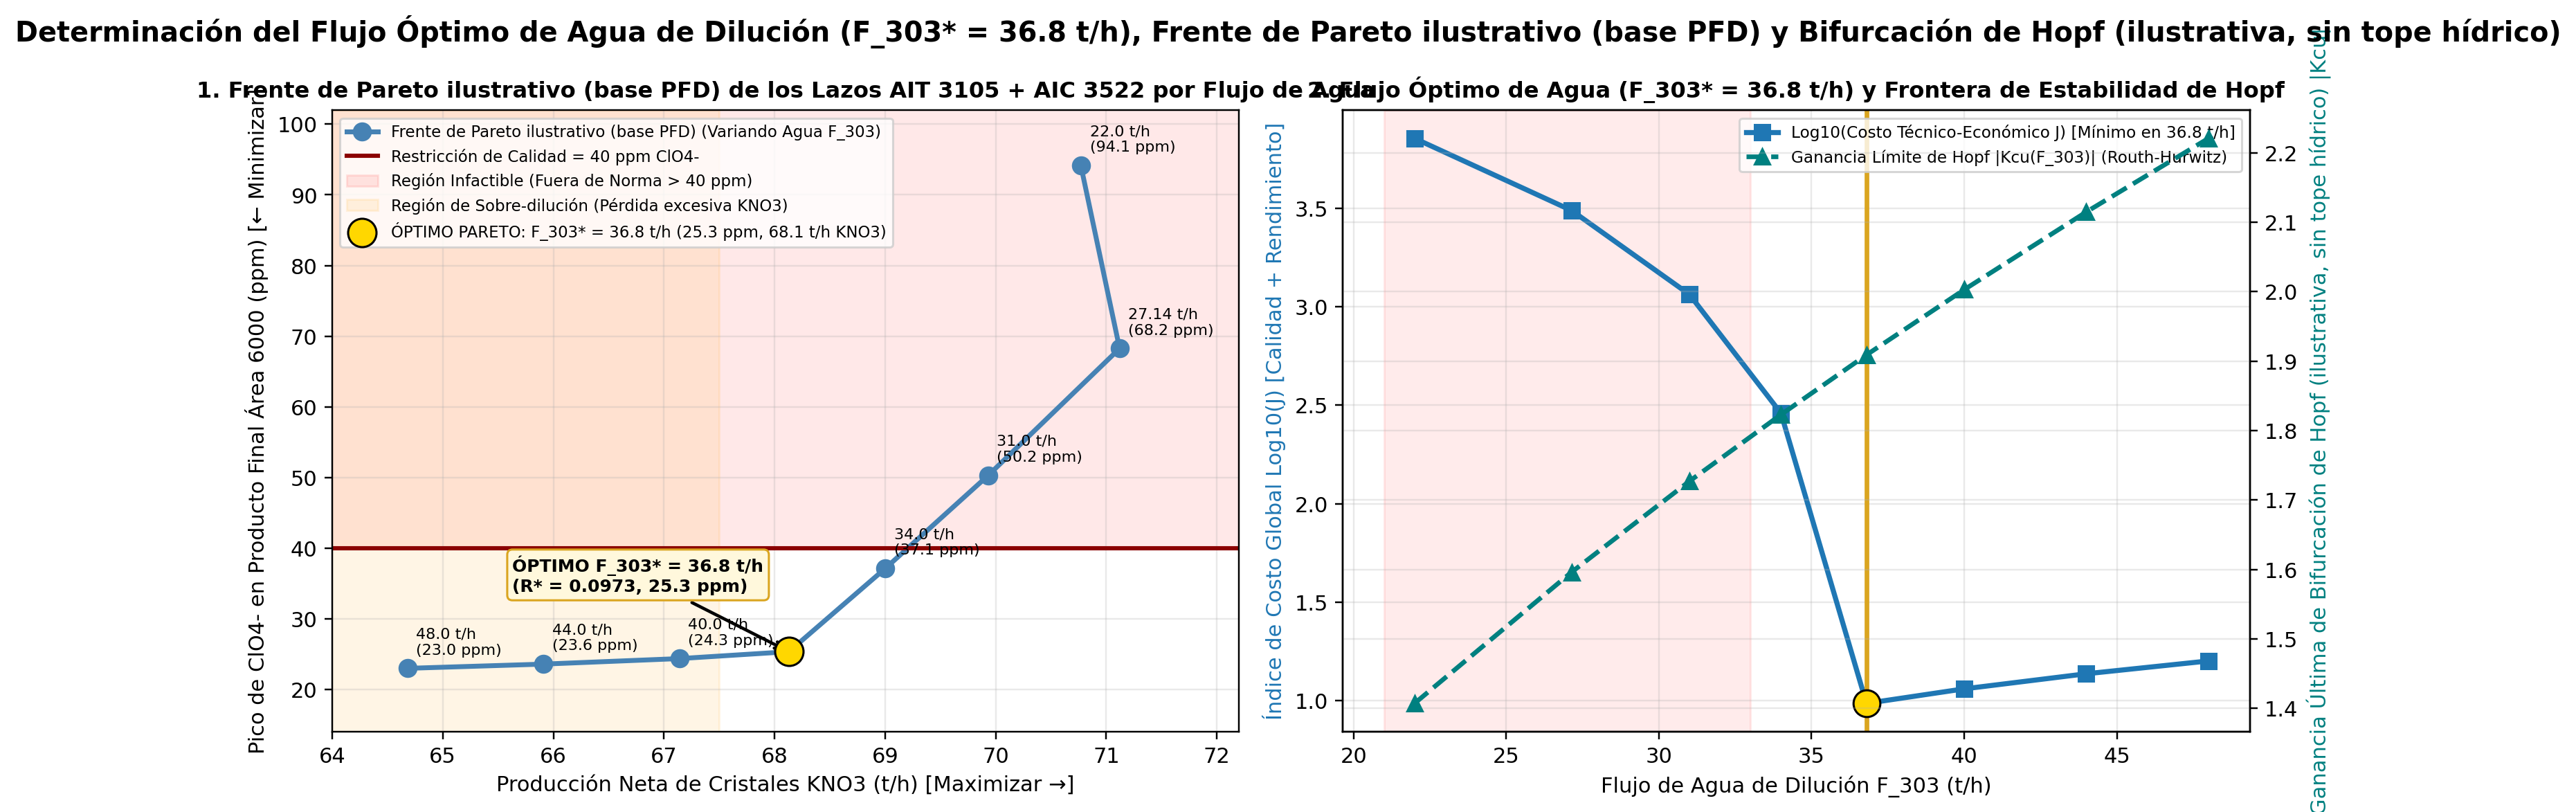 Determinación del Flujo Óptimo de Agua de Dilución (F_303* = 36.8 t/h), Frente de Pareto ilustrativo (base PFD) y Bifurcación de Hopf (ilustrativa, sin tope hídrico)
1. Frente de Pareto ilustrativo (base PFD) de los Lazos AIT 3105 + AIC 3522 por Flujo de Agua
Pico de ClO4- en Producto Final Área 6000 (ppm) [← Minimizar]
100
90
80
70
60
50
40
30
20
Frente de Pareto ilustrativo (base PFD) (Variando Agua F_303)
Restricción de Calidad = 40 ppm ClO4-
Región Infactible (Fuera de Norma > 40 ppm)
Región de Sobre-dilución (Pérdida excesiva KNO3)
ÓPTIMO PARETO: F_303* = 36.8 t/h (25.3 ppm, 68.1 t/h KNO3)
22.0 t/h
(94.1 ppm)
27.14 t/h
(68.2 ppm)
31.0 t/h
(50.2 ppm)
34.0 t/h
(37.1 ppm)
ÓPTIMO F_303* = 36.8 t/h
(R* = 0.0973, 25.3 ppm)
40.0 t/h
(24.3 ppm)
44.0 t/h
(23.6 ppm)
48.0 t/h
(23.0 ppm)
64 65 66 67 68 69 70 71 72
Producción Neta de Cristales KNO3 (t/h) [Maximizar →]
2. Flujo Óptimo de Agua (F_303* = 36.8 t/h) y Frontera de Estabilidad de Hopf
Índice de Costo Global Log10(J) [Calidad + Rendimiento]
3.5
3.0
2.5
2.0
1.5
1.0
Log10(Costo Técnico-Económico J) [Mínimo en 36.8 t/h]
Ganancia Límite de Hopf |Kcu(F_303)| (Routh-Hurwitz)
20 25 30 35 40 45
Flujo de Agua de Dilución F_303 (t/h)
2.2
2.1
2.0
1.9
1.8
1.7
1.6
1.5
1.4
Ganancia Última de Bifurcación de Hopf (ilustrativa, sin tope hídrico) |Kcu|